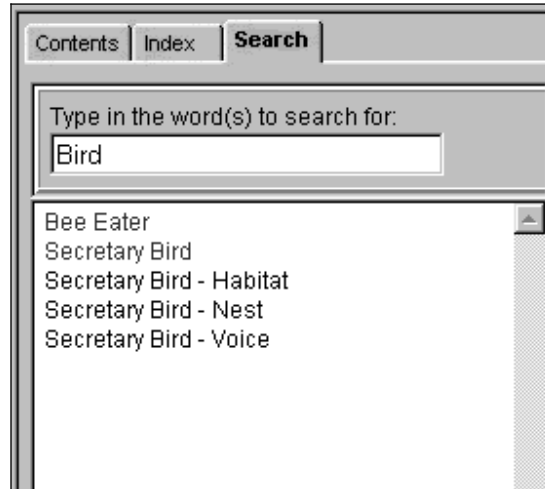 Contents Index Search
Type in the word(s) to search for:
Bird
Bee Eater
Secretary Bird
Secretary Bird - Habitat
Secretary Bird - Nest
Secretary Bird - Voice